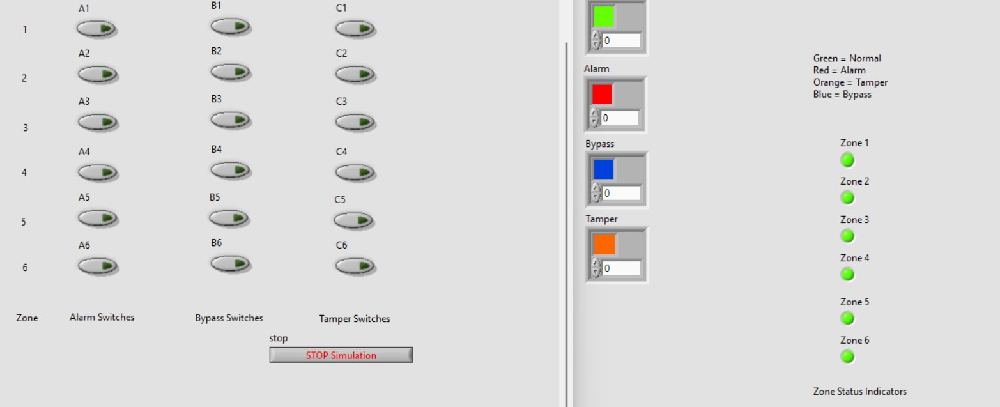 A1 B1 C1
1
A2 B2 C2
2
A3 B3 C3
3
A4 B4 C4
4
A5 B5 C5
5
A6 B6 C6
6
Zone Alarm Switches Bypass Switches Tamper Switches
stop
STOP Simulation
0
Alarm
0
Bypass
0
Tamper
0
Green = Normal
Red = Alarm
Orange = Tamper
Blue = Bypass
Zone 1
Zone 2
Zone 3
Zone 4
Zone 5
Zone 6
Zone Status Indicators